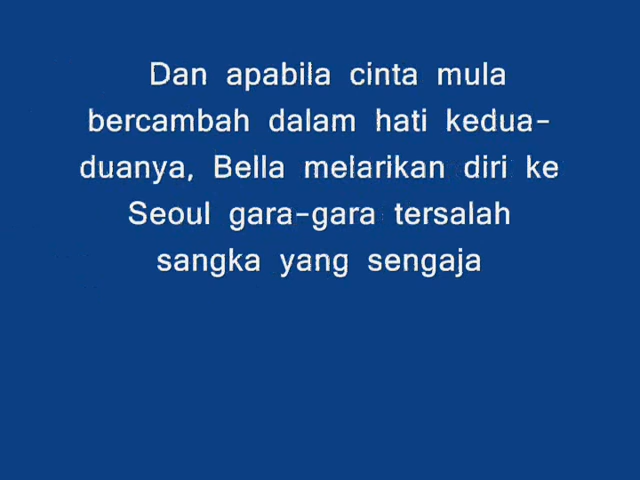 Dan apabila cinta mula
bercambah dalam hati kedua-
duanya, Bella melarikan diri ke
Seoul gara-gara tersalah
sangka yang sengaja